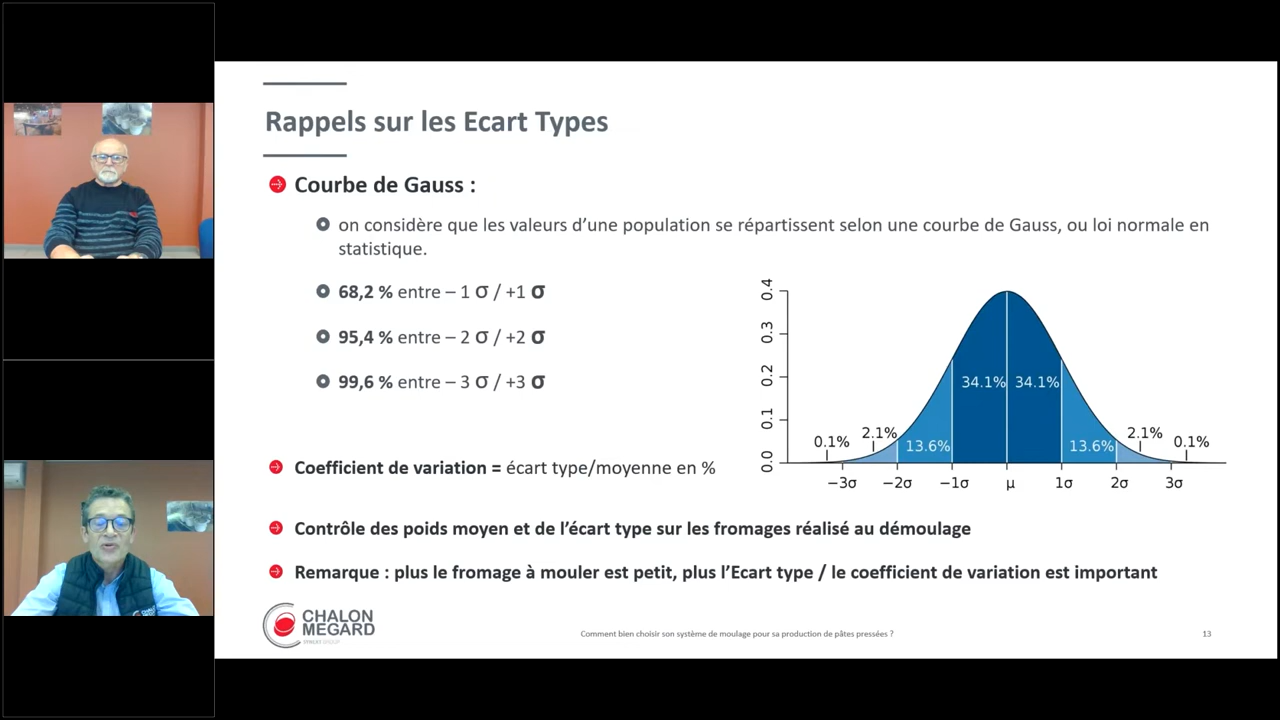 Rappels sur les Ecart Types
Courbe de Gauss :
on considère que les valeurs d’une population se répartissent selon une courbe de Gauss, ou loi normale en
statistique.
68,2 % entre – 1 σ / +1 σ
95,4 % entre – 2 σ / +2 σ
99,6 % entre – 3 σ / +3 σ
0.4
0.3
0.2
0.1
0.0
34.1% 34.1%
0.1% 2.1% 13.6% 13.6% 2.1% 0.1%
−3σ −2σ −1σ μ 1σ 2σ 3σ
Coefficient de variation = écart type/moyenne en %
Contrôle des poids moyen et de l’écart type sur les fromages réalisé au démoulage
Remarque : plus le fromage à mouler est petit, plus l’Ecart type / le coefficient de variation est important
CHALON
MEGARD
Comment bien choisir son système de moulage pour sa production de pâtes pressées ?
13